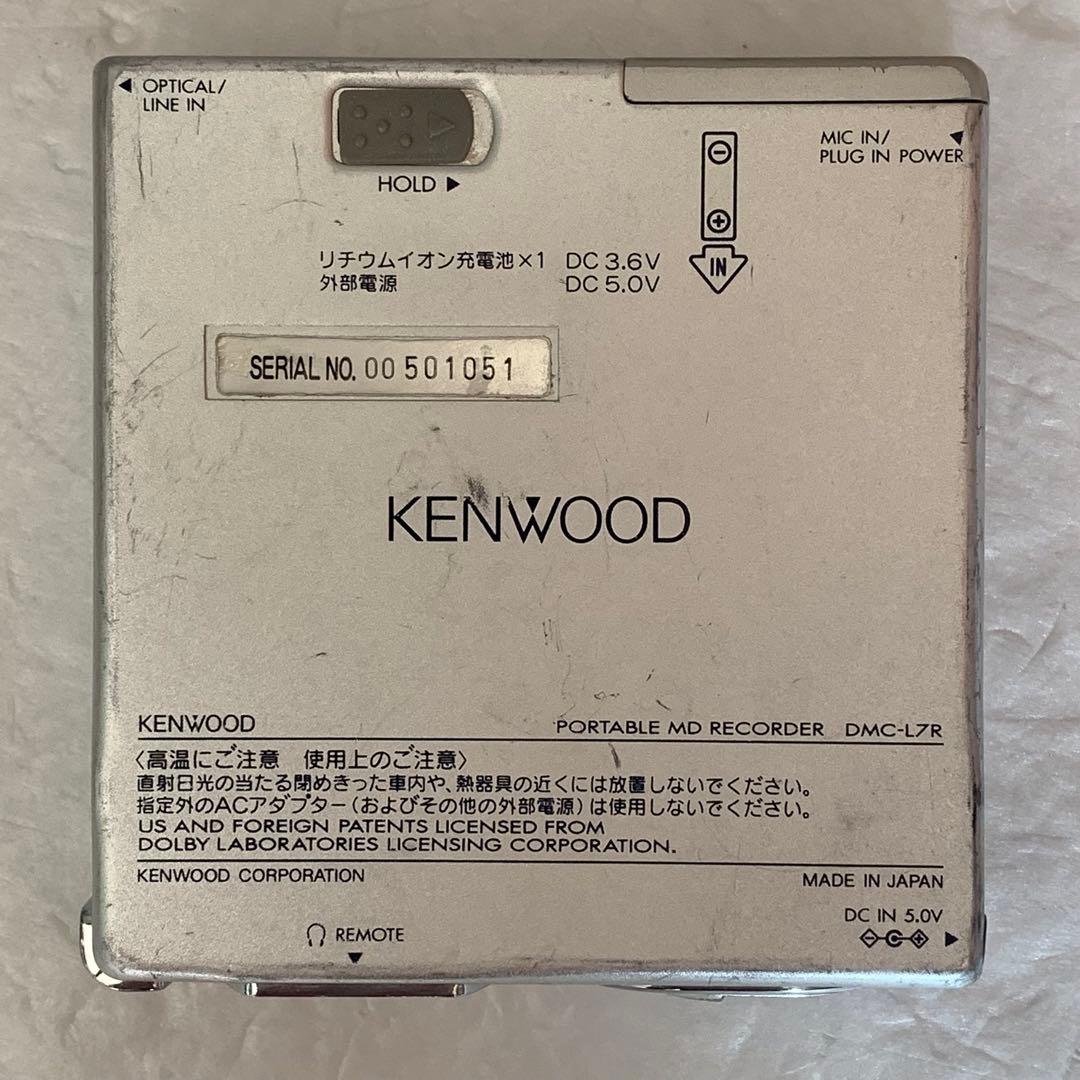 OPTICAL/
LINE IN
HOLD
MIC IN/
PLUG IN POWER
IN
リチウムイオン充電池×1 DC 3.6V
外部電源 DC 5.0V
SERIAL NO. 00 501051
KENWOOD
KENWOOD PORTABLE MD RECORDER DMC-L7R
〈高温にご注意 使用上のご注意〉
直射日光の当たる閉めきった車内や、熱器具の近くには放置しないでください。
指定外のACアダプター(およびその他の外部電源)は使用しないでください。
US AND FOREIGN PATENTS LICENSED FROM
DOLBY LABORATORIES LICENSING CORPORATION.
KENWOOD CORPORATION MADE IN JAPAN
DC IN 5.0V
REMOTE